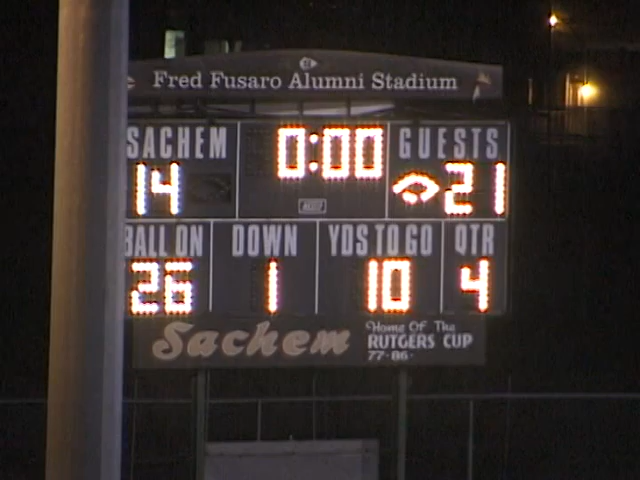 Fred Fusaro Alumni Stadium
SACHEM 0:00 GUESTS
14 21
BALL ON DOWN YDS TO GO QTR
26 1 10 4
Sachem
Home Of The
RUTGERS CUP
77-86-